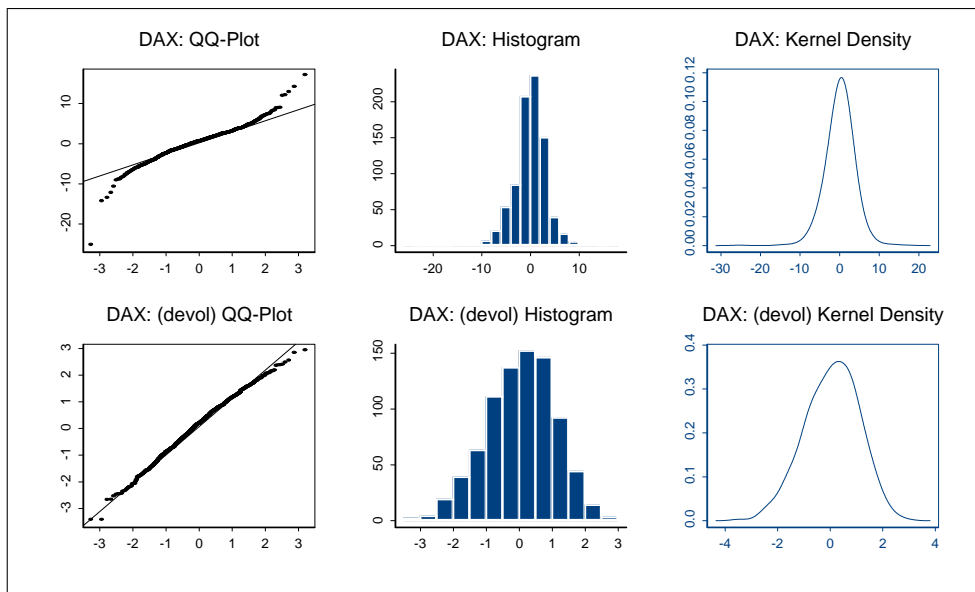 DAX: QQ-Plot
DAX: Histogram
DAX: Kernel Density
10
0
-10
-20
-3 -2 -1 0 1 2 3
200
150
100
50
0
-20 -10 0 10
0.12
0.10
0.08
0.06
0.04
0.02
0.00
-30 -20 -10 0 10 20
DAX: (devol) QQ-Plot
DAX: (devol) Histogram
DAX: (devol) Kernel Density
3
2
1
0
-1
-2
-3
-3 -2 -1 0 1 2 3
150
100
50
0
-3 -2 -1 0 1 2 3
0.4
0.3
0.2
0.1
0.0
-4 -2 0 2 4